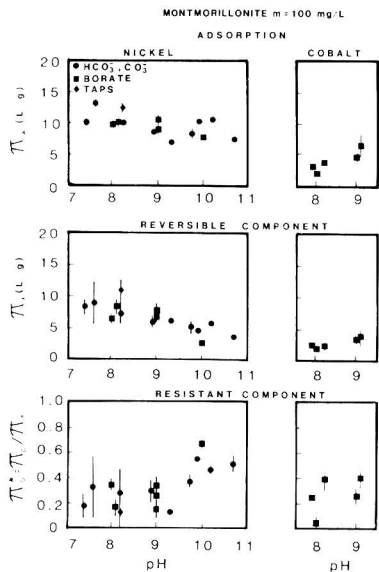 MONTMORILLONITE m = 100 mg/L
ADSORPTION
NICKEL COBALT
● HCO₃⁻, CO₃⁼
■ BORATE
♦ TAPS
20
15
10
5
0
(L g)
7 8 9 10 11
8 9
REVERSIBLE COMPONENT
20
15
10
5
0
(L g)
7 8 9 10 11
8 9
RESISTANT COMPONENT
1.0
0.8
0.6
0.4
0.2
0
7 8 9 10 11
8 9
pH pH